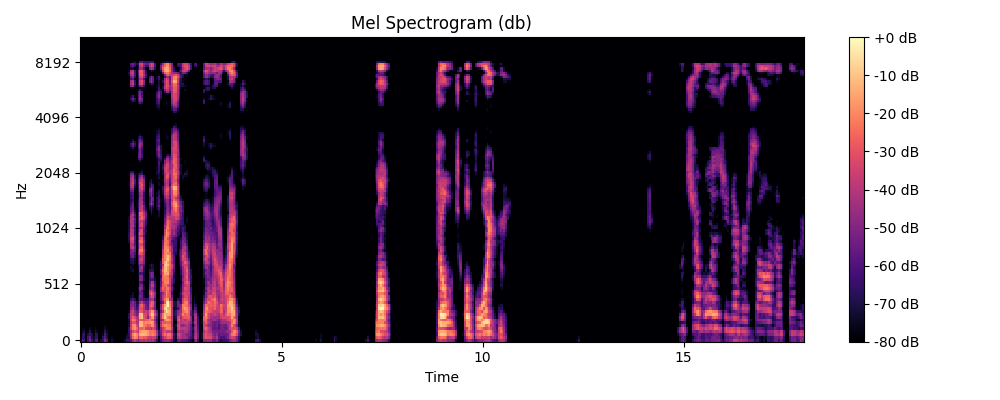 Mel Spectrogram (db)
+0 dB
8192
-10 dB
4096
-20 dB
-30 dB
2048
Hz
-40 dB
1024
-50 dB
512
-60 dB
-70 dB
0
-80 dB
0 5 10 15
Time